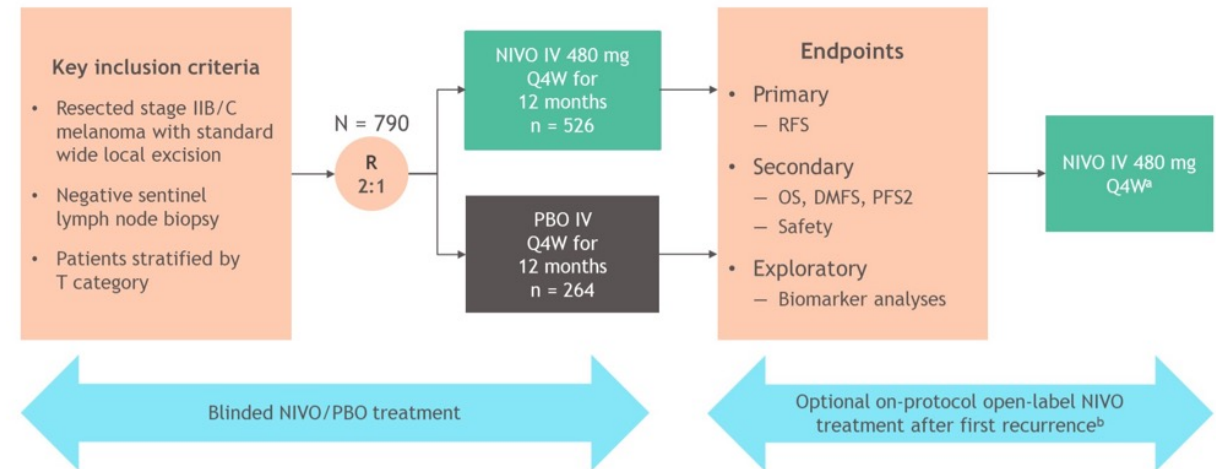 Key inclusion criteria
• Resected stage IIB/C
melanoma with standard
wide local excision
• Negative sentinel
lymph node biopsy
• Patients stratified by
T category
N = 790
R
2:1
NIVO IV 480 mg
Q4W for
12 months
n = 526
PBO IV
Q4W for
12 months
n = 264
Endpoints
• Primary
— RFS
• Secondary
— OS, DMFS, PFS2
— Safety
• Exploratory
— Biomarker analyses
NIVO IV 480 mg
Q4Wᵃ
Blinded NIVO/PBO treatment
Optional on-protocol open-label NIVO
treatment after first recurrenceᵇ